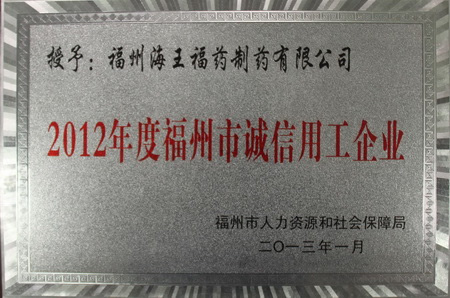 授予：福州海王福药制药有限公司
2012年度福州市诚信用工企业
福州市人力资源和社会保障局
二〇一三年一月